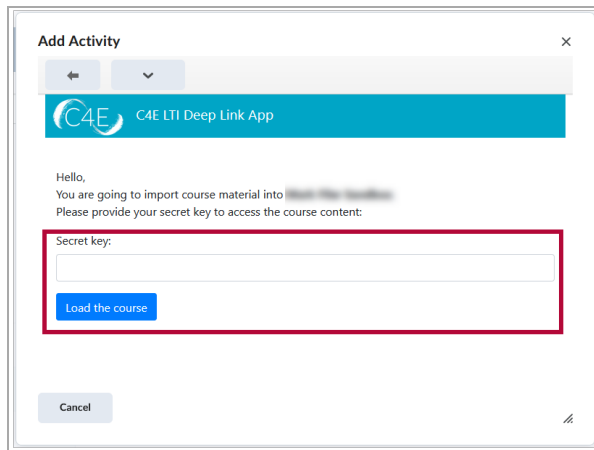 Add Activity
C4E
C4E LTI Deep Link App
Hello,
You are going to import course material into
Please provide your secret key to access the course content:
Secret key:
Load the course
Cancel